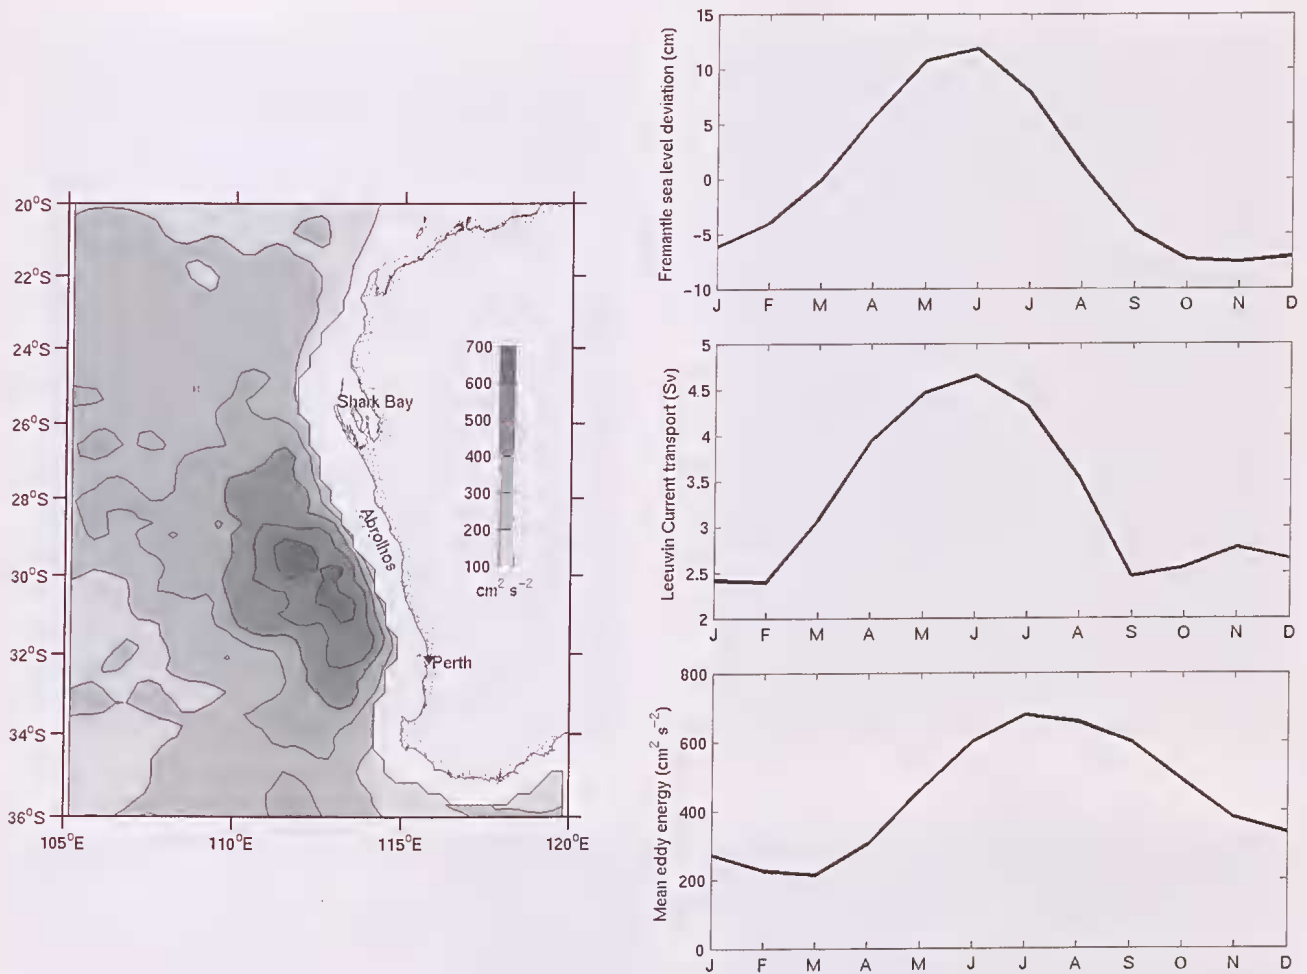 20°S
22°S
24°S
26°S
28°S
30°S
32°S
34°S
36°S
105°E
110°E
115°E
120°E
Shark Bay
Abrolhos
Perth
700
600
500
400
300
200
100
cm² s⁻²
Fremantle sea level deviation (cm)
15
10
5
0
−5
−10
J F M A M J J A S O N D
Leeuwin Current transport (Sv)
5
4.5
4
3.5
3
2.5
2
J F M A M J J A S O N D
Mean eddy energy (cm² s⁻²)
800
600
400
200
0
J F M A M J J A S O N D